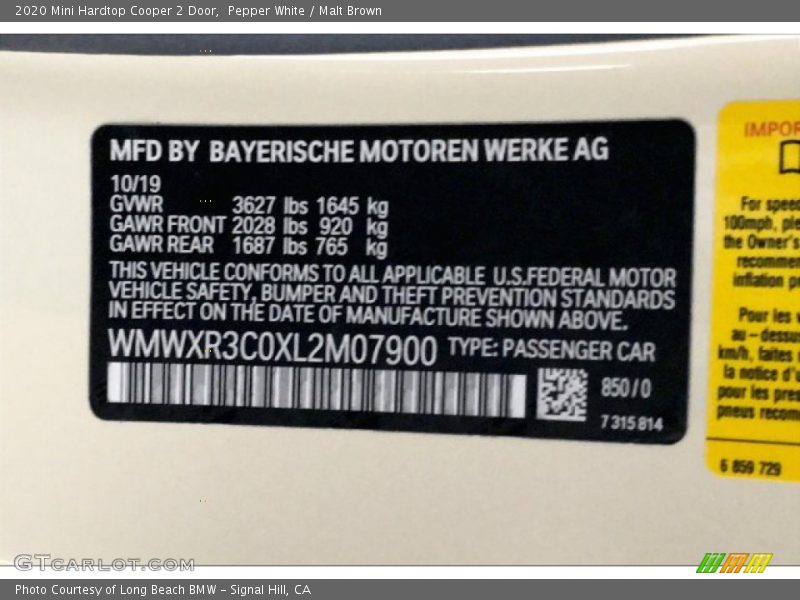 2020 Mini Hardtop Cooper 2 Door, Pepper White / Malt Brown
MFD BY BAYERISCHE MOTOREN WERKE AG
10/19
GVWR 3627 lbs 1645 kg
GAWR FRONT 2028 lbs 920 kg
GAWR REAR 1687 lbs 765 kg
THIS VEHICLE CONFORMS TO ALL APPLICABLE U.S.FEDERAL MOTOR
VEHICLE SAFETY, BUMPER AND THEFT PREVENTION STANDARDS
IN EFFECT ON THE DATE OF MANUFACTURE SHOWN ABOVE.
WMWXR3C0XL2M07900 TYPE: PASSENGER CAR
850/0
7 315 814
IMPOR
For speed
100mph, ple
the Owner's
recommen
inflation p
Pour les v
au-dessu
km/h, faites
la notice d'u
pour les pres
pneus recom
6 859 729
GTCARLOT.COM
Photo Courtesy of Long Beach BMW - Signal Hill, CA